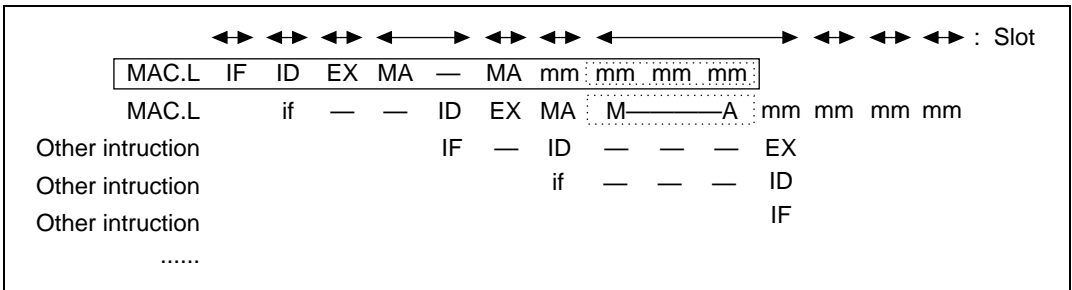 : Slot
MAC.L IF ID EX MA — MA mm mm mm mm
MAC.L if — — ID EX MA M————A mm mm mm mm
Other intruction IF — ID — — — EX
Other intruction if — — — ID
Other intruction IF
......